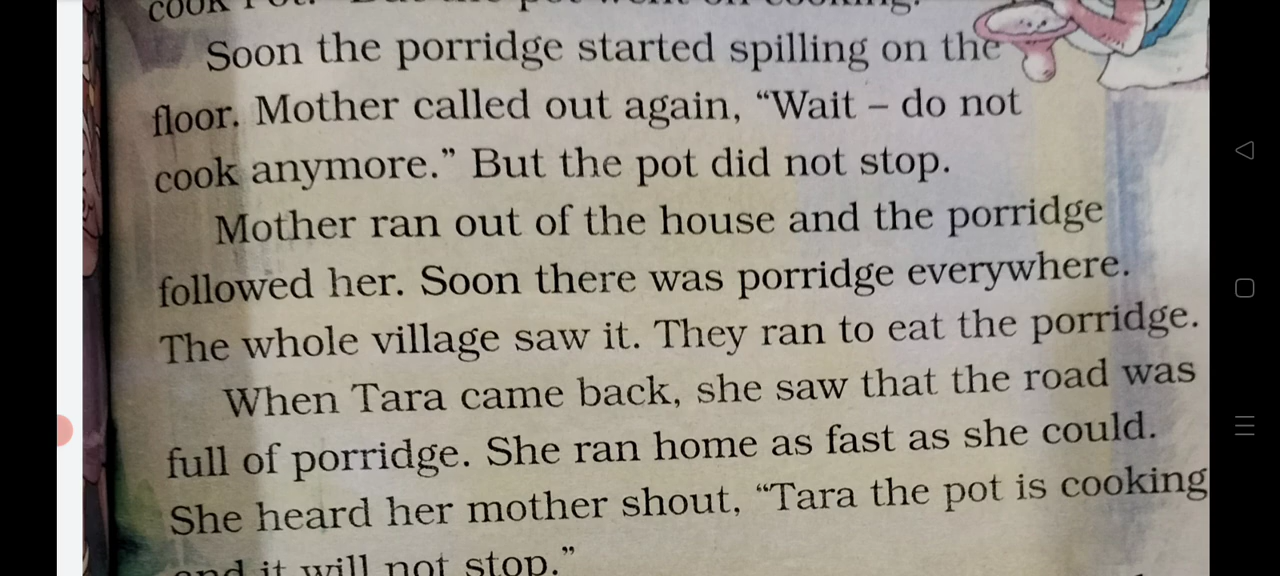 cook
cooking.
Soon the porridge started spilling on the
floor. Mother called out again, “Wait – do not
cook anymore.” But the pot did not stop.
Mother ran out of the house and the porridge
followed her. Soon there was porridge everywhere.
The whole village saw it. They ran to eat the porridge.
When Tara came back, she saw that the road was
full of porridge. She ran home as fast as she could.
She heard her mother shout, “Tara the pot is cooking
and it will not stop.”